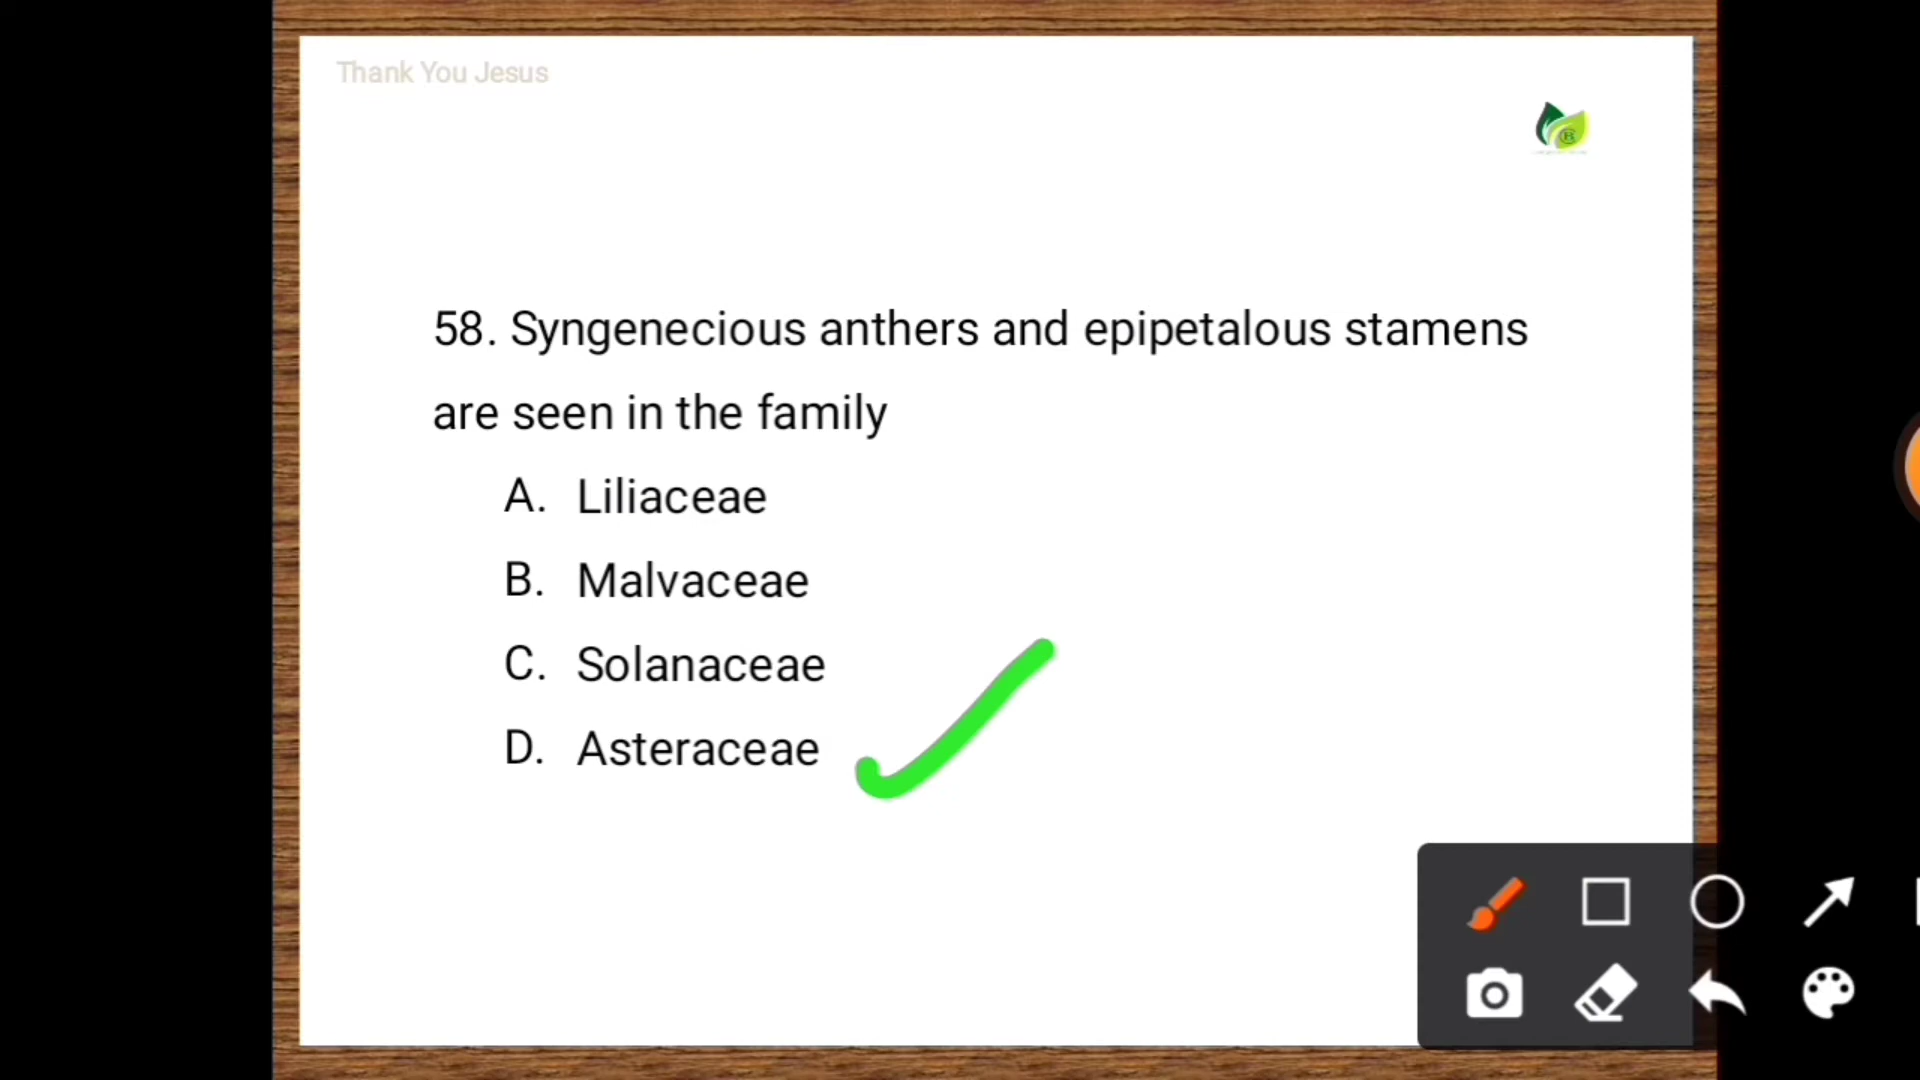 Thank You Jesus
58. Syngenecious anthers and epipetalous stamens
are seen in the family
A. Liliaceae
B. Malvaceae
C. Solanaceae
D. Asteraceae